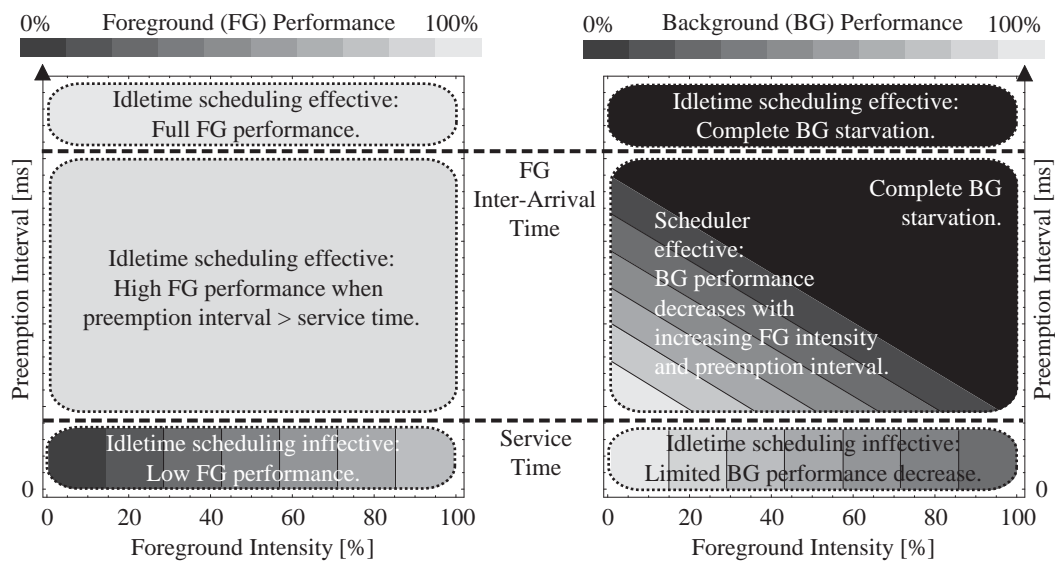 0% Foreground (FG) Performance 100%
Idletime scheduling effective:
Full FG performance.
Idletime scheduling effective:
High FG performance when
preemption interval > service time.
Idletime scheduling inffective:
Low FG performance.
Preemption Interval [ms]
0
0 20 40 60 80 100
Foreground Intensity [%]
FG
Inter-Arrival
Time
Service
Time
0% Background (BG) Performance 100%
Idletime scheduling effective:
Complete BG starvation.
Complete BG
starvation.
Scheduler
effective:
BG performance
decreases with
increasing FG intensity
and preemption interval.
Idletime scheduling inffective:
Limited BG performance decrease.
Preemption Interval [ms]
0
0 20 40 60 80 100
Foreground Intensity [%]